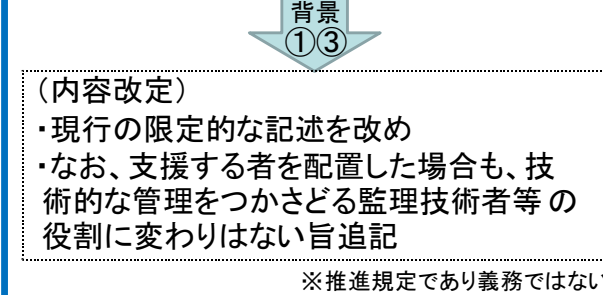 背景
①③
（内容改定）
・現行の限定的な記述を改め
・なお、支援する者を配置した場合も、技
術的な管理をつかさどる監理技術者等 の
役割に変わりはない旨追記
※推進規定であり義務ではない